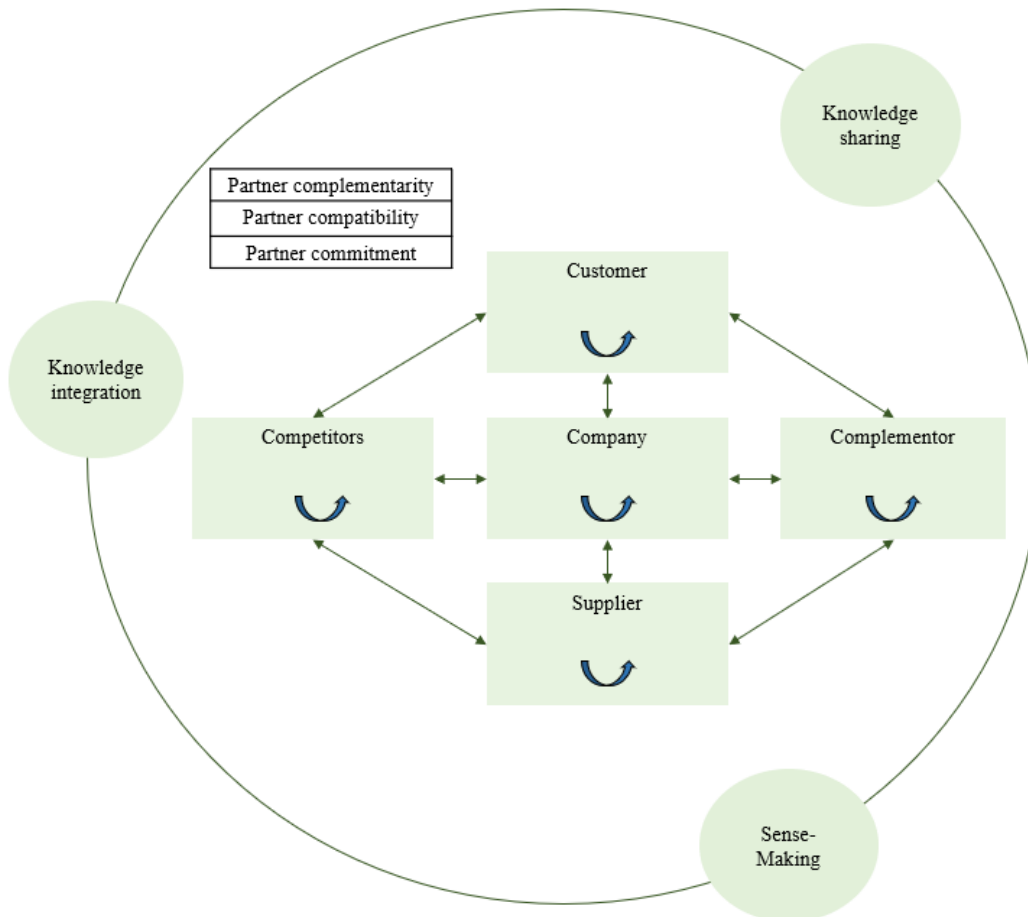 Knowledge
sharing
Partner complementarity
Partner compatibility
Partner commitment
Customer
Knowledge
integration
Competitors
Company
Complementor
Supplier
Sense-
Making